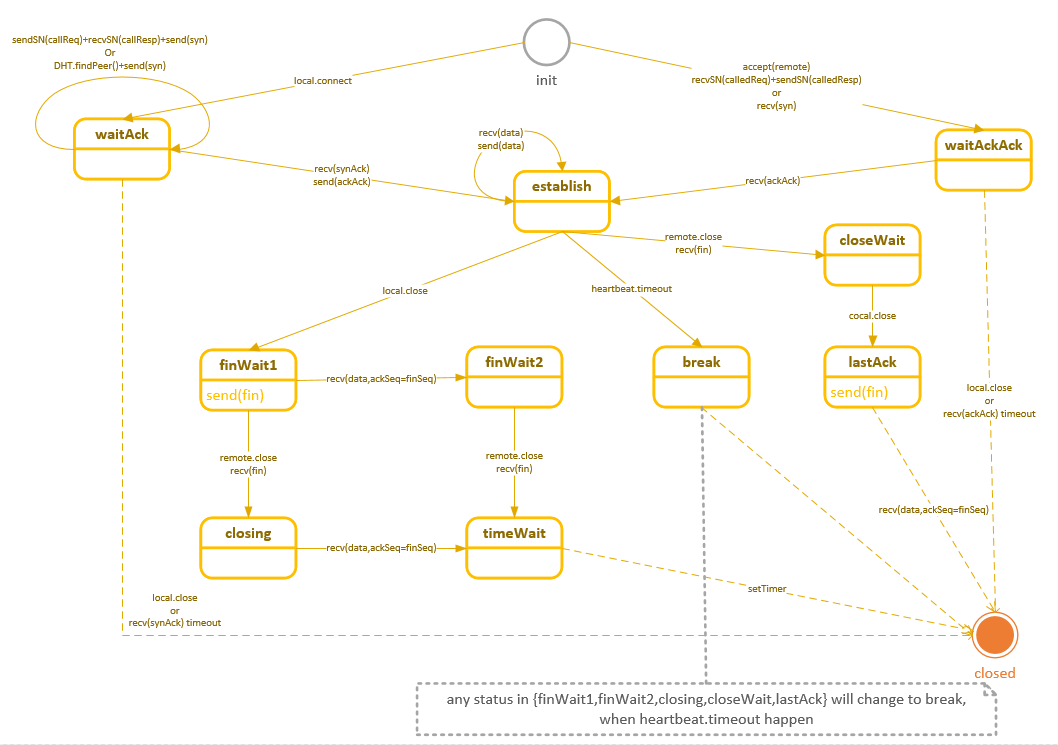 sendSN(callReq)+recvSN(callResp)+send(syn)
Or
DHT.findPeer()+send(syn)
local.connect
init
accept(remote)
recvSN(calledReq)+sendSN(calledResp)
or
recv(syn)
waitAck
recv(data)
send(data)
waitAckAck
recv(synAck)
send(ackAck)
establish
recv(ackAck)
remote.close
recv(fin)
closeWait
local.close
heartbeat.timeout
cocal.close
finWait1
send(fin)
recv(data,ackSeq=finSeq)
finWait2
break
lastAck
send(fin)
local.close
or
recv(ackAck) timeout
remote.close
recv(fin)
remote.close
recv(fin)
recv(data,ackSeq=finSeq)
closing
recv(data,ackSeq=finSeq)
timeWait
setTimer
local.close
or
recv(synAck) timeout
closed
any status in {finWait1,finWait2,closing,closeWait,lastAck} will change to break,
when heartbeat.timeout happen